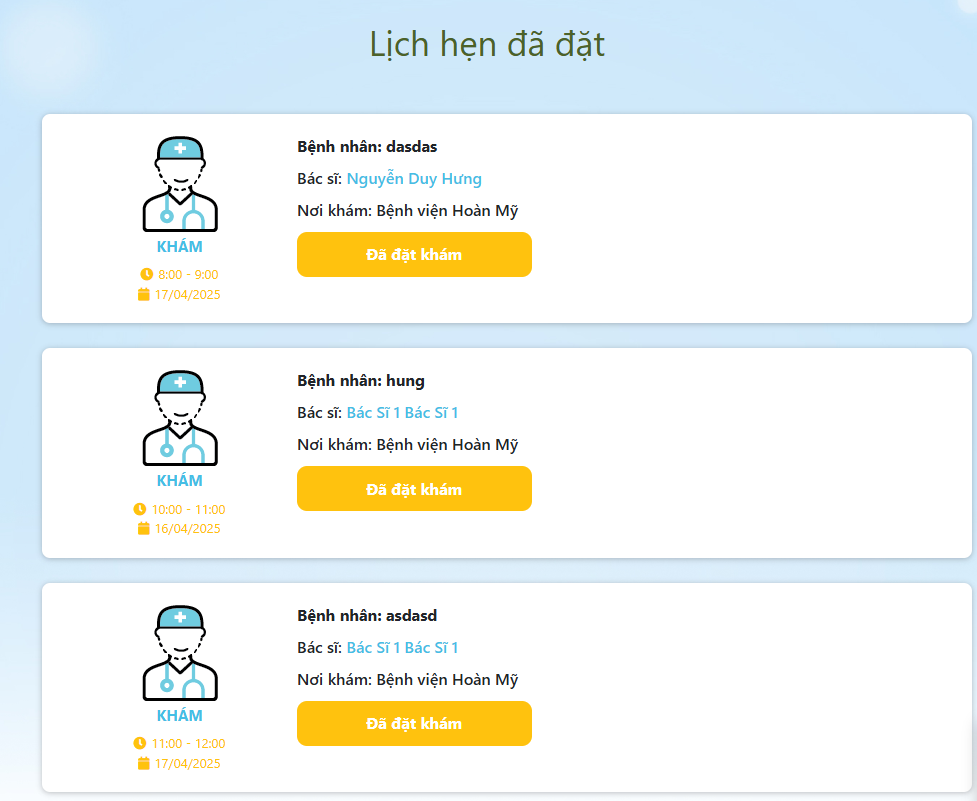 Lịch hẹn đã đặt
Bệnh nhân: dasdas
Bác sĩ: Nguyễn Duy Hưng
Nơi khám: Bệnh viện Hoàn Mỹ
Đã đặt khám
KHÁM
8:00 - 9:00
17/04/2025
Bệnh nhân: hung
Bác sĩ: Bác Sĩ 1 Bác Sĩ 1
Nơi khám: Bệnh viện Hoàn Mỹ
Đã đặt khám
KHÁM
10:00 - 11:00
16/04/2025
Bệnh nhân: asdasd
Bác sĩ: Bác Sĩ 1 Bác Sĩ 1
Nơi khám: Bệnh viện Hoàn Mỹ
Đã đặt khám
KHÁM
11:00 - 12:00
17/04/2025